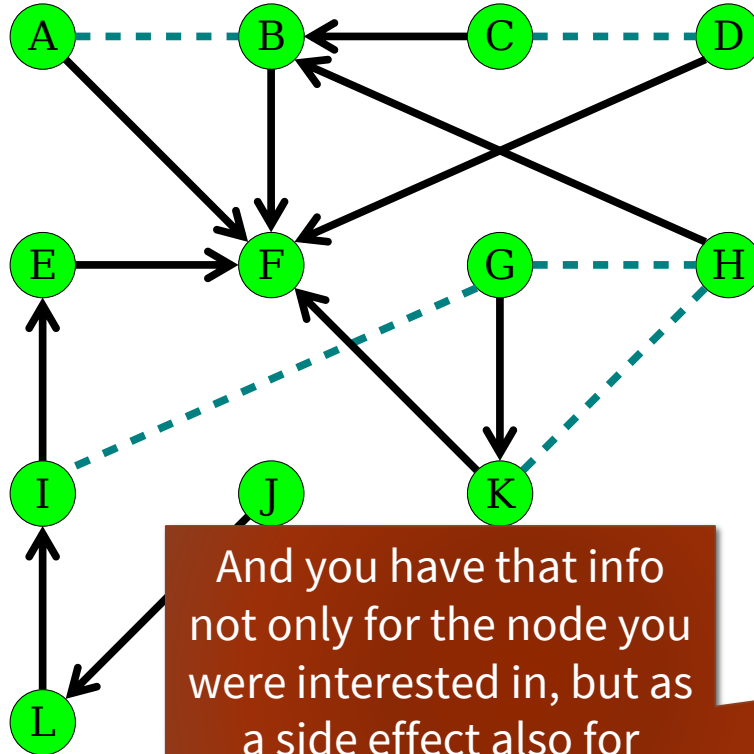 A B C D
E F G H
I J K
And you have that info
not only for the node you
were interested in, but as
a side effect also for
L